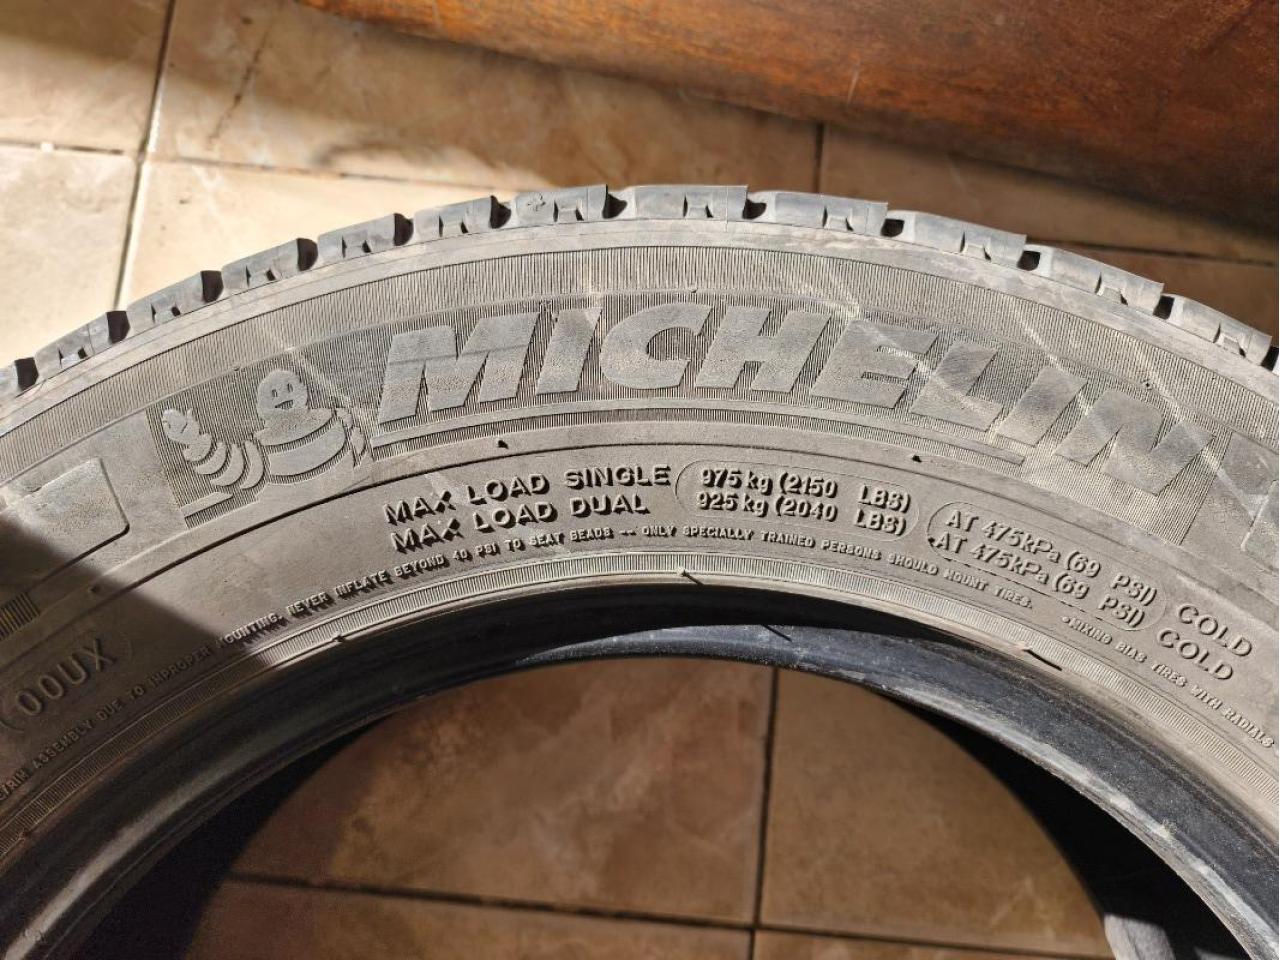 MICHELIN
MAX LOAD SINGLE 975 kg (2150 LBS) AT 475kPa (69 PSI) COLD
MAX LOAD DUAL 925 kg (2040 LBS) AT 475kPa (69 PSI) COLD
00UX
/RIM ASSEMBLY DUE TO IMPROPER MOUNTING. NEVER INFLATE BEYOND 40 PSI TO SEAT BEADS -- ONLY SPECIALLY TRAINED PERSONS SHOULD MOUNT TIRES.
•MIXING BIAS TIRES WITH RADIALS